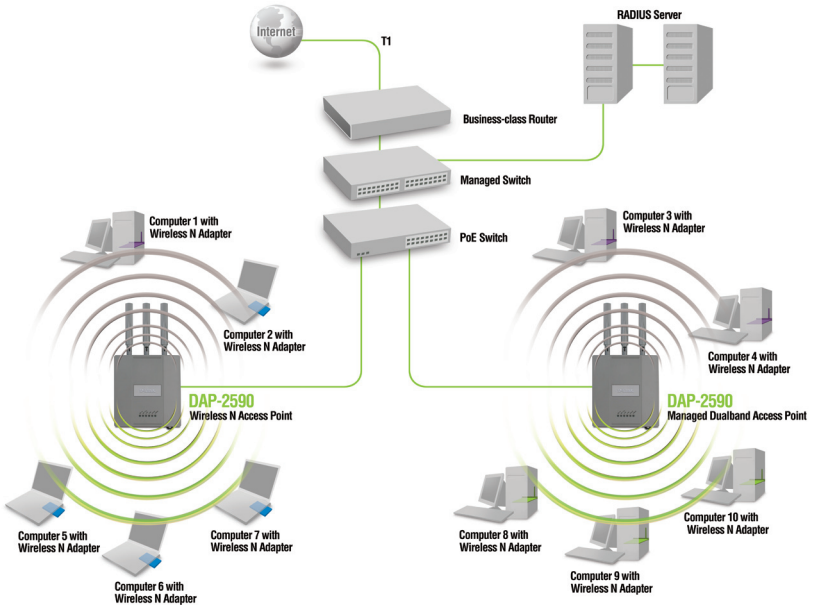 Internet
T1
RADIUS Server
Business-class Router
Managed Switch
PoE Switch
Computer 1 with
Wireless N Adapter
Computer 2 with
Wireless N Adapter
DAP-2590
Wireless N Access Point
Computer 5 with
Wireless N Adapter
Computer 6 with
Wireless N Adapter
Computer 7 with
Wireless N Adapter
Computer 3 with
Wireless N Adapter
Computer 4 with
Wireless N Adapter
DAP-2590
Managed Dualband Access Point
Computer 8 with
Wireless N Adapter
Computer 9 with
Wireless N Adapter
Computer 10 with
Wireless N Adapter